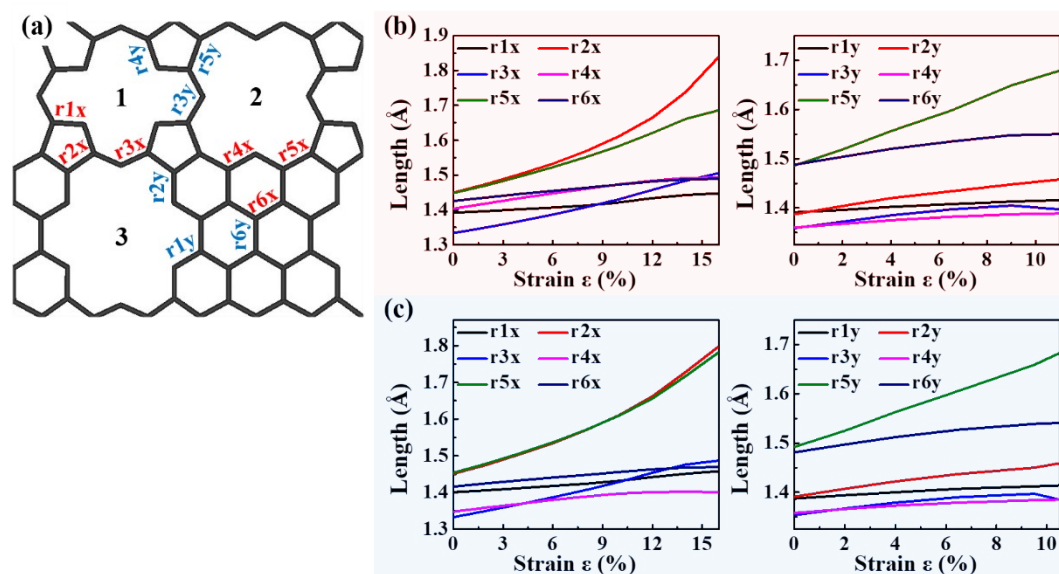 (a)
r4y
r5y
1
r3y
2
r1x
r2x
r3x
r4x
r5x
r2y
r6x
3
r1y
r6y
(b)
1.9
1.8
1.7
1.6
1.5
1.4
1.3
Length (Å)
r1x r2x
r3x r4x
r5x r6x
0 3 6 9 12 15
Strain ε (%)
1.7
1.6
1.5
1.4
Length (Å)
r1y r2y
r3y r4y
r5y r6y
0 2 4 6 8 10
Strain ε (%)
(c)
1.8
1.7
1.6
1.5
1.4
1.3
Length (Å)
r1x r2x
r3x r4x
r5x r6x
0 3 6 9 12 15
Strain ε (%)
1.7
1.6
1.5
1.4
Length (Å)
r1y r2y
r3y r4y
r5y r6y
0 2 4 6 8 10
Strain ε (%)